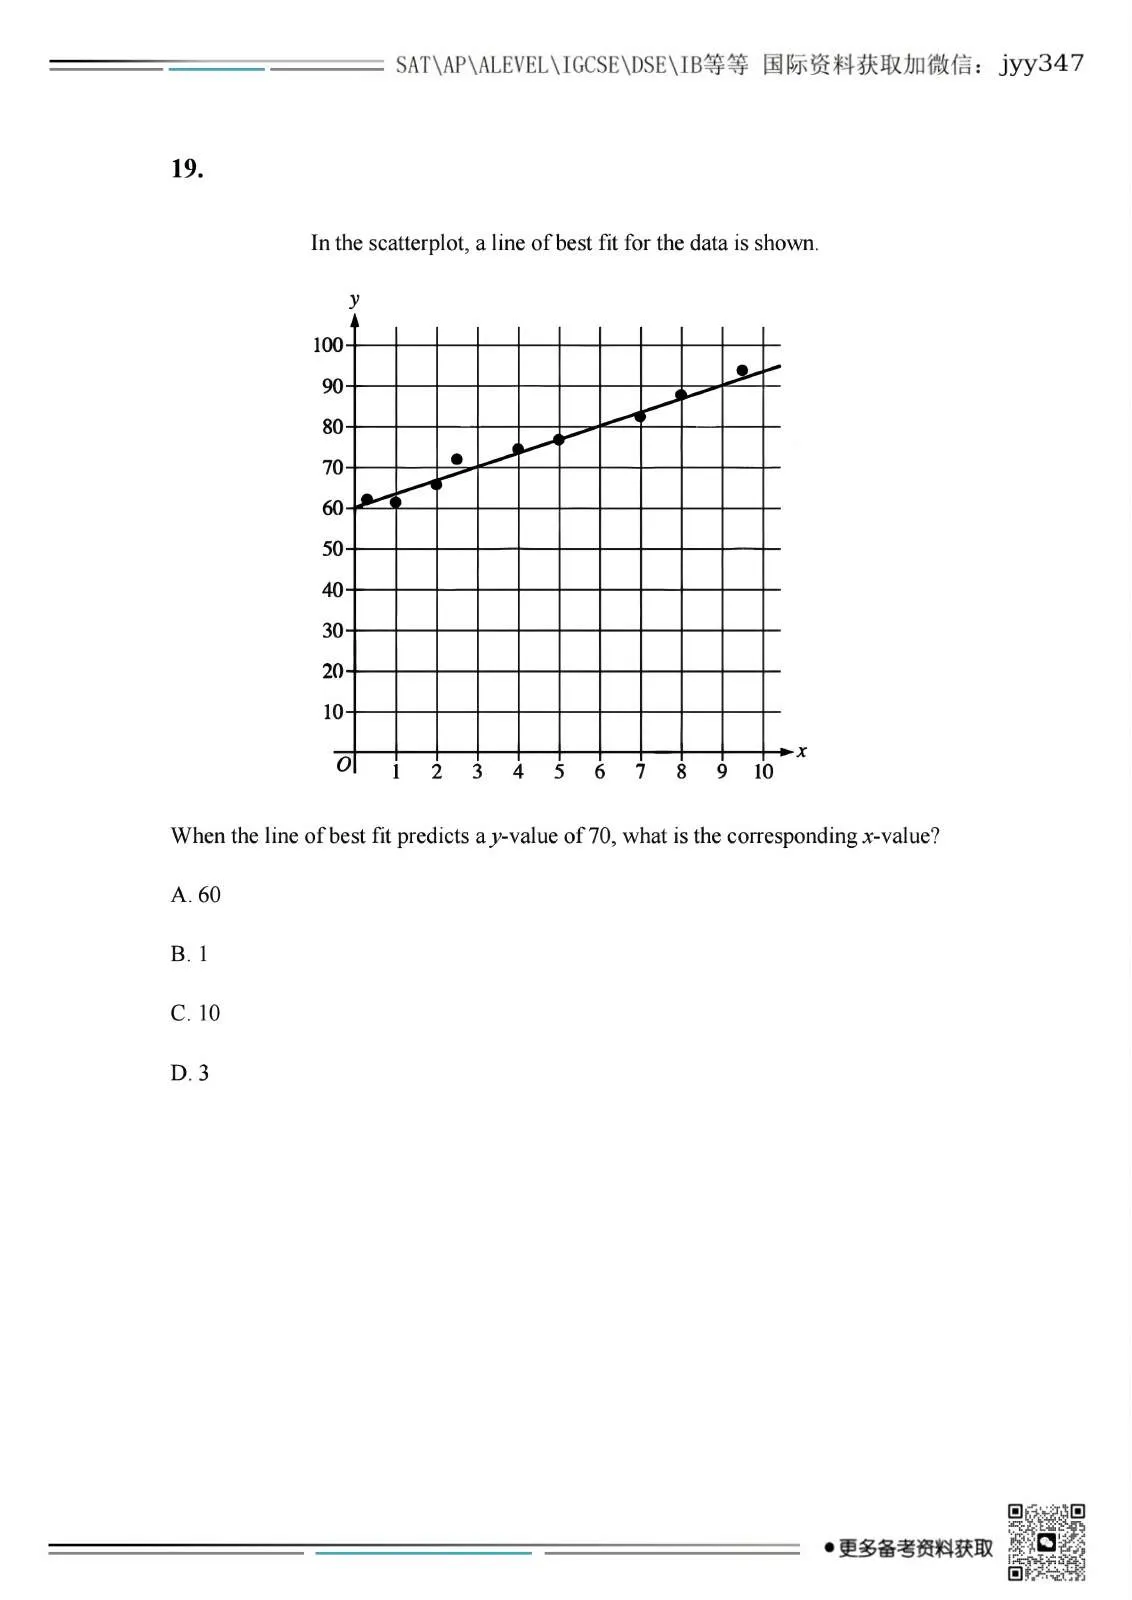 SAT\AP\ALEVEL\IGCSE\DSE\IB等等 国际资料获取加微信: jyy347
19.
In the scatterplot, a line of best fit for the data is shown.
y
100
90
80
70
60
50
40
30
20
10
O 1 2 3 4 5 6 7 8 9 10 x
When the line of best fit predicts a y-value of 70, what is the corresponding x-value?
A. 60
B. 1
C. 10
D. 3
•更多备考资料获取